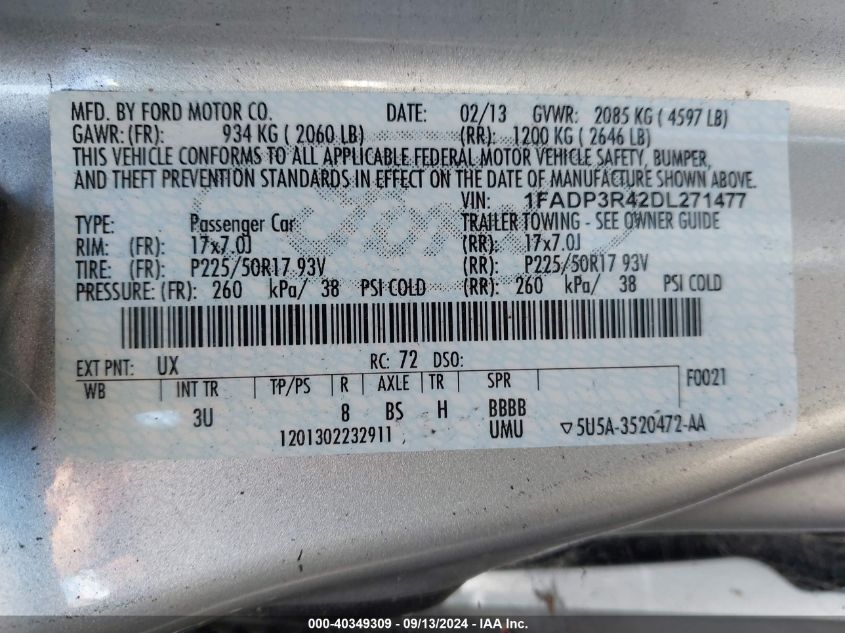 MFD. BY FORD MOTOR CO. DATE: 02/13 GVWR: 2085 KG ( 4597 LB)
GAWR: (FR): 934 KG ( 2060 LB) (RR): 1200 KG ( 2646 LB)
THIS VEHICLE CONFORMS TO ALL APPLICABLE FEDERAL MOTOR VEHICLE SAFETY, BUMPER,
AND THEFT PREVENTION STANDARDS IN EFFECT ON THE DATE OF MANUFACTURE SHOWN ABOVE.
VIN: 1FADP3R42DL271477
TYPE: Passenger Car TRAILER TOWING - SEE OWNER GUIDE
RIM: (FR): 17x7.0J (RR): 17x7.0J
TIRE: (FR): P225/50R17 93V (RR): P225/50R17 93V
PRESSURE: (FR): 260 kPa/ 38 PSI COLD (RR): 260 kPa/ 38 PSI COLD
EXT PNT: UX RC: 72 DSO:
WB INT TR TP/PS R AXLE TR SPR F0021
3U 8 BS H BBBB
1201302232911 UMU ▽5U5A-3520472-AA
000-40349309 - 09/13/2024 - IAA, Inc.